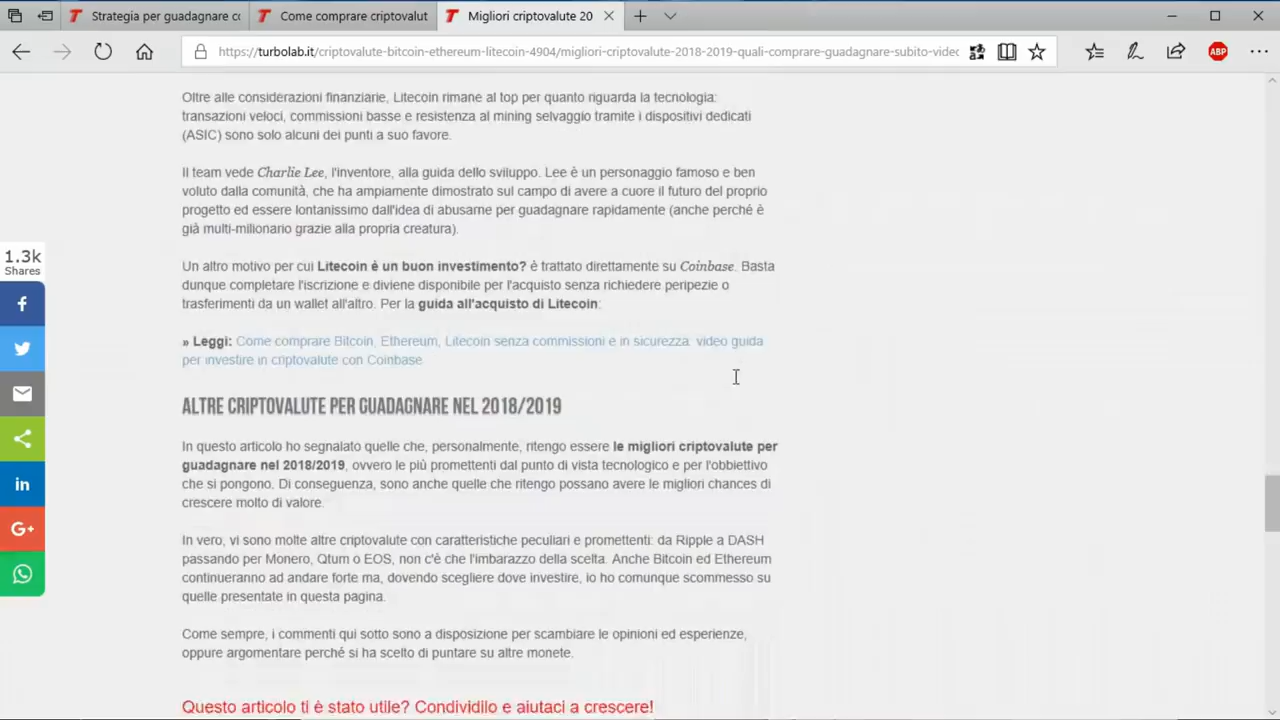 Strategia per guadagnare co
Come comprare criptovalut
Migliori criptovalute 20
https://turbolab.it/criptovalute-bitcoin-ethereum-litecoin-4904/migliori-criptovalute-2018-2019-quali-comprare-guadagnare-subito-videc
ABP
Oltre alle considerazioni finanziarie, Litecoin rimane al top per quanto riguarda la tecnologia:
transazioni veloci, commissioni basse e resistenza al mining selvaggio tramite i dispositivi dedicati
(ASIC) sono solo alcuni dei punti a suo favore.
Il team vede Charlie Lee, l'inventore, alla guida dello sviluppo. Lee è un personaggio famoso e ben
voluto dalla comunità, che ha ampiamente dimostrato sul campo di avere a cuore il futuro del proprio
progetto ed essere lontanissimo dall'idea di abusarne per guadagnare rapidamente (anche perché è
già multi-milionario grazie alla propria creatura).
1.3k
Shares
Un altro motivo per cui Litecoin é un buon investimento? è trattato direttamente su Coinbase. Basta
dunque completare l'iscrizione e diviene disponibile per l'acquisto senza richiedere peripezie o
trasferimenti da un wallet all'altro. Per la guida all'acquisto di Litecoin:
» Leggi: Come comprare Bitcoin, Ethereum, Litecoin senza commissioni e in sicurezza: video guida
per investire in criptovalute con Coinbase
ALTRE CRIPTOVALUTE PER GUADAGNARE NEL 2018/2019
In questo articolo ho segnalato quelle che, personalmente, ritengo essere le migliori criptovalute per
guadagnare nel 2018/2019, ovvero le più promettenti dal punto di vista tecnologico e per l'obbiettivo
che si pongono. Di conseguenza, sono anche quelle che ritengo possano avere le migliori chances di
crescere molto di valore.
In vero, vi sono molte altre criptovalute con caratteristiche peculiari e promettenti: da Ripple a DASH
passando per Monero, Qtum o EOS, non c'è che l'imbarazzo della scelta. Anche Bitcoin ed Ethereum
continueranno ad andare forte ma, dovendo scegliere dove investire, io ho comunque scommesso su
quelle presentate in questa pagina.
Come sempre, i commenti qui sotto sono a disposizione per scambiare le opinioni ed esperienze,
oppure argomentare perché si ha scelto di puntare su altre monete.
Questo articolo ti è stato utile? Condividilo e aiutaci a crescere!